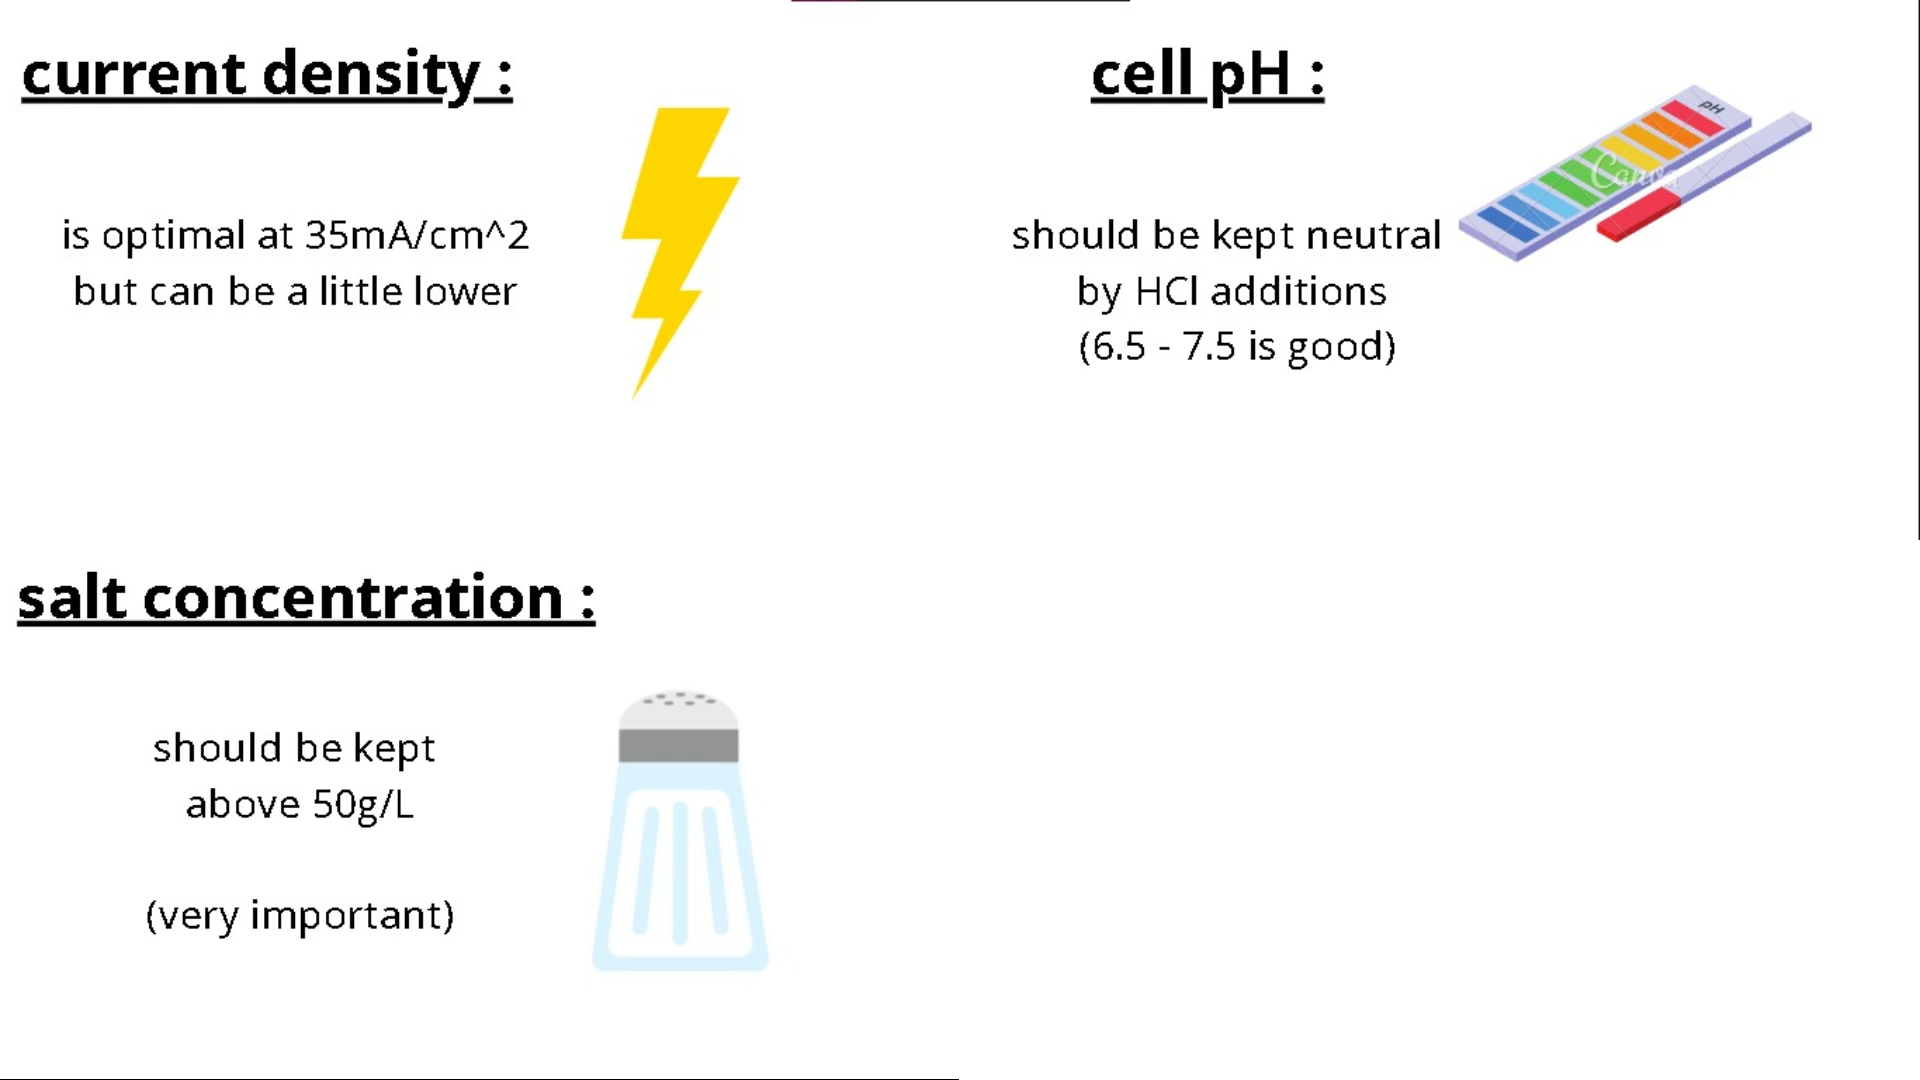 current density :
is optimal at 35mA/cm^2
but can be a little lower
cell pH :
should be kept neutral
by HCl additions
(6.5 - 7.5 is good)
pH
Canva
salt concentration :
should be kept
above 50g/L
(very important)